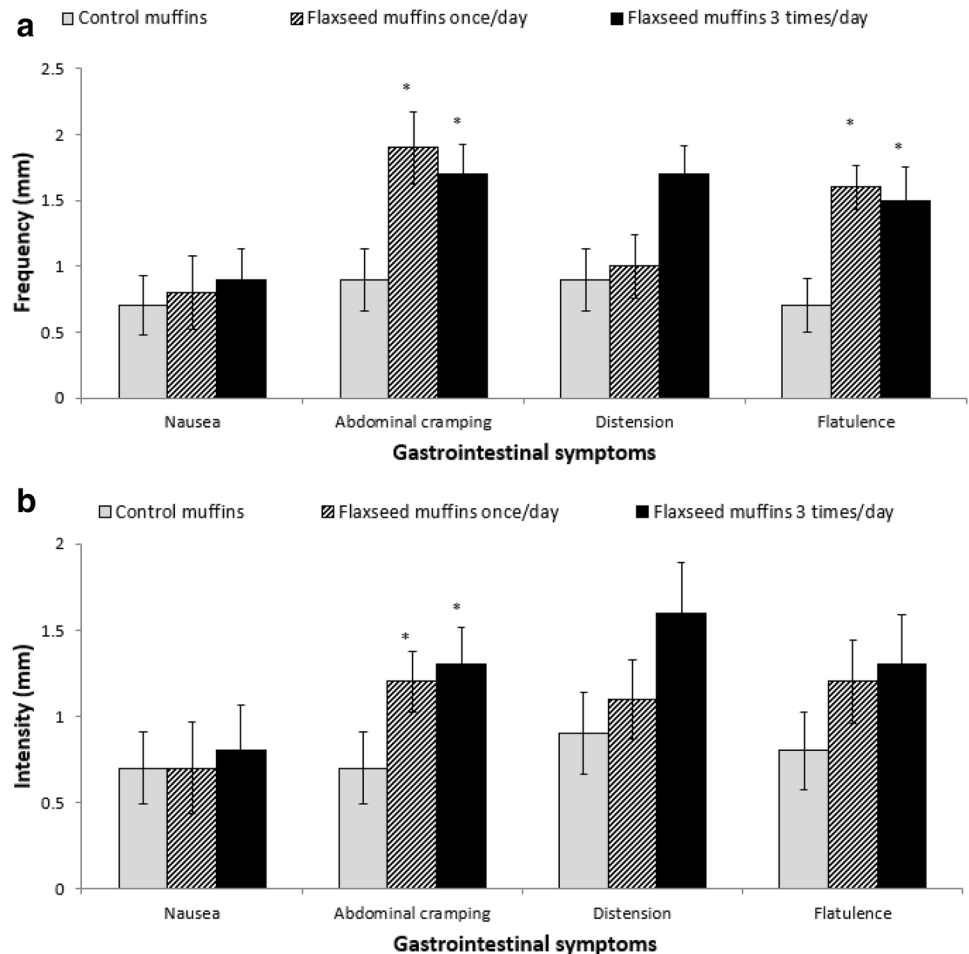 a
Control muffins Flaxseed muffins once/day Flaxseed muffins 3 times/day
2.5
2
1.5
1
0.5
0
Frequency (mm)
* * * *
Nausea Abdominal cramping Distension Flatulence
Gastrointestinal symptoms
b
Control muffins Flaxseed muffins once/day Flaxseed muffins 3 times/day
2
1.5
1
0.5
0
Intensity (mm)
* *
Nausea Abdominal cramping Distension Flatulence
Gastrointestinal symptoms